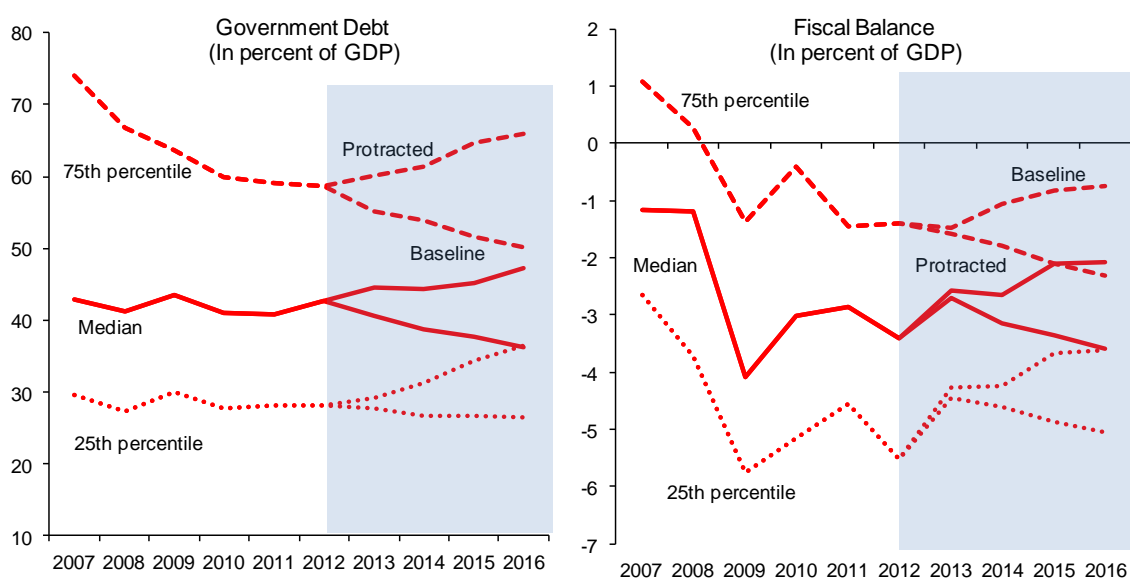 Government Debt
(In percent of GDP)
80
70
60
50
40
30
20
10
75th percentile
Protracted
Baseline
Median
25th percentile
2007 2008 2009 2010 2011 2012 2013 2014 2015 2016
Fiscal Balance
(In percent of GDP)
2
1
0
-1
-2
-3
-4
-5
-6
-7
75th percentile
Baseline
Median
Protracted
25th percentile
2007 2008 2009 2010 2011 2012 2013 2014 2015 2016